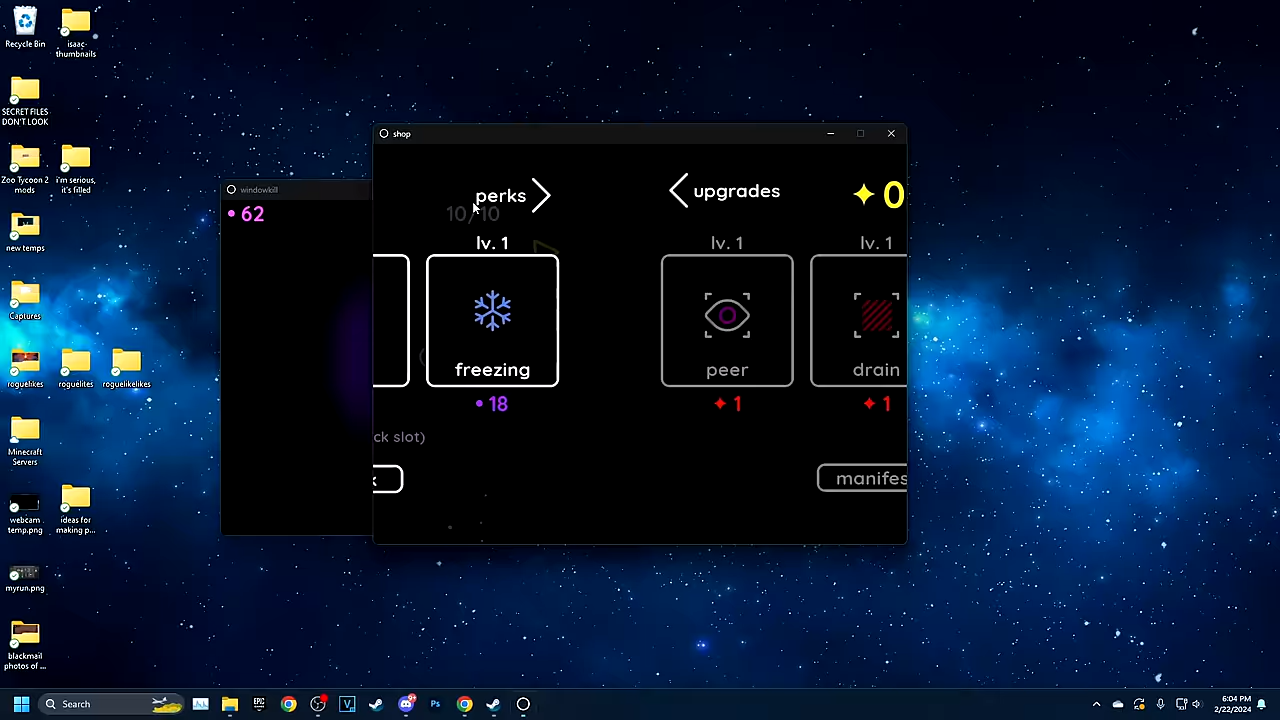 Recycle Bin
isaac-
thumbnails
SECRET FILES
DON'T LOOK
Zoo Tycoon 2
mods
i'm serious,
it's filled
new temps
Captures
roguelikes
roguelites
roguelikelikes
Minecraft
Servers
webcam
temp.png
ideas for
making p...
myrun.png
blackmail
photos of ...
windowkill
62
shop
perks
10/10
upgrades
0
lv. 1
freezing
18
lv. 1
peer
1
lv. 1
drain
1
ck slot)
k
manifes
Search
EPIC
V
Ps
6:04 PM
2/22/2024